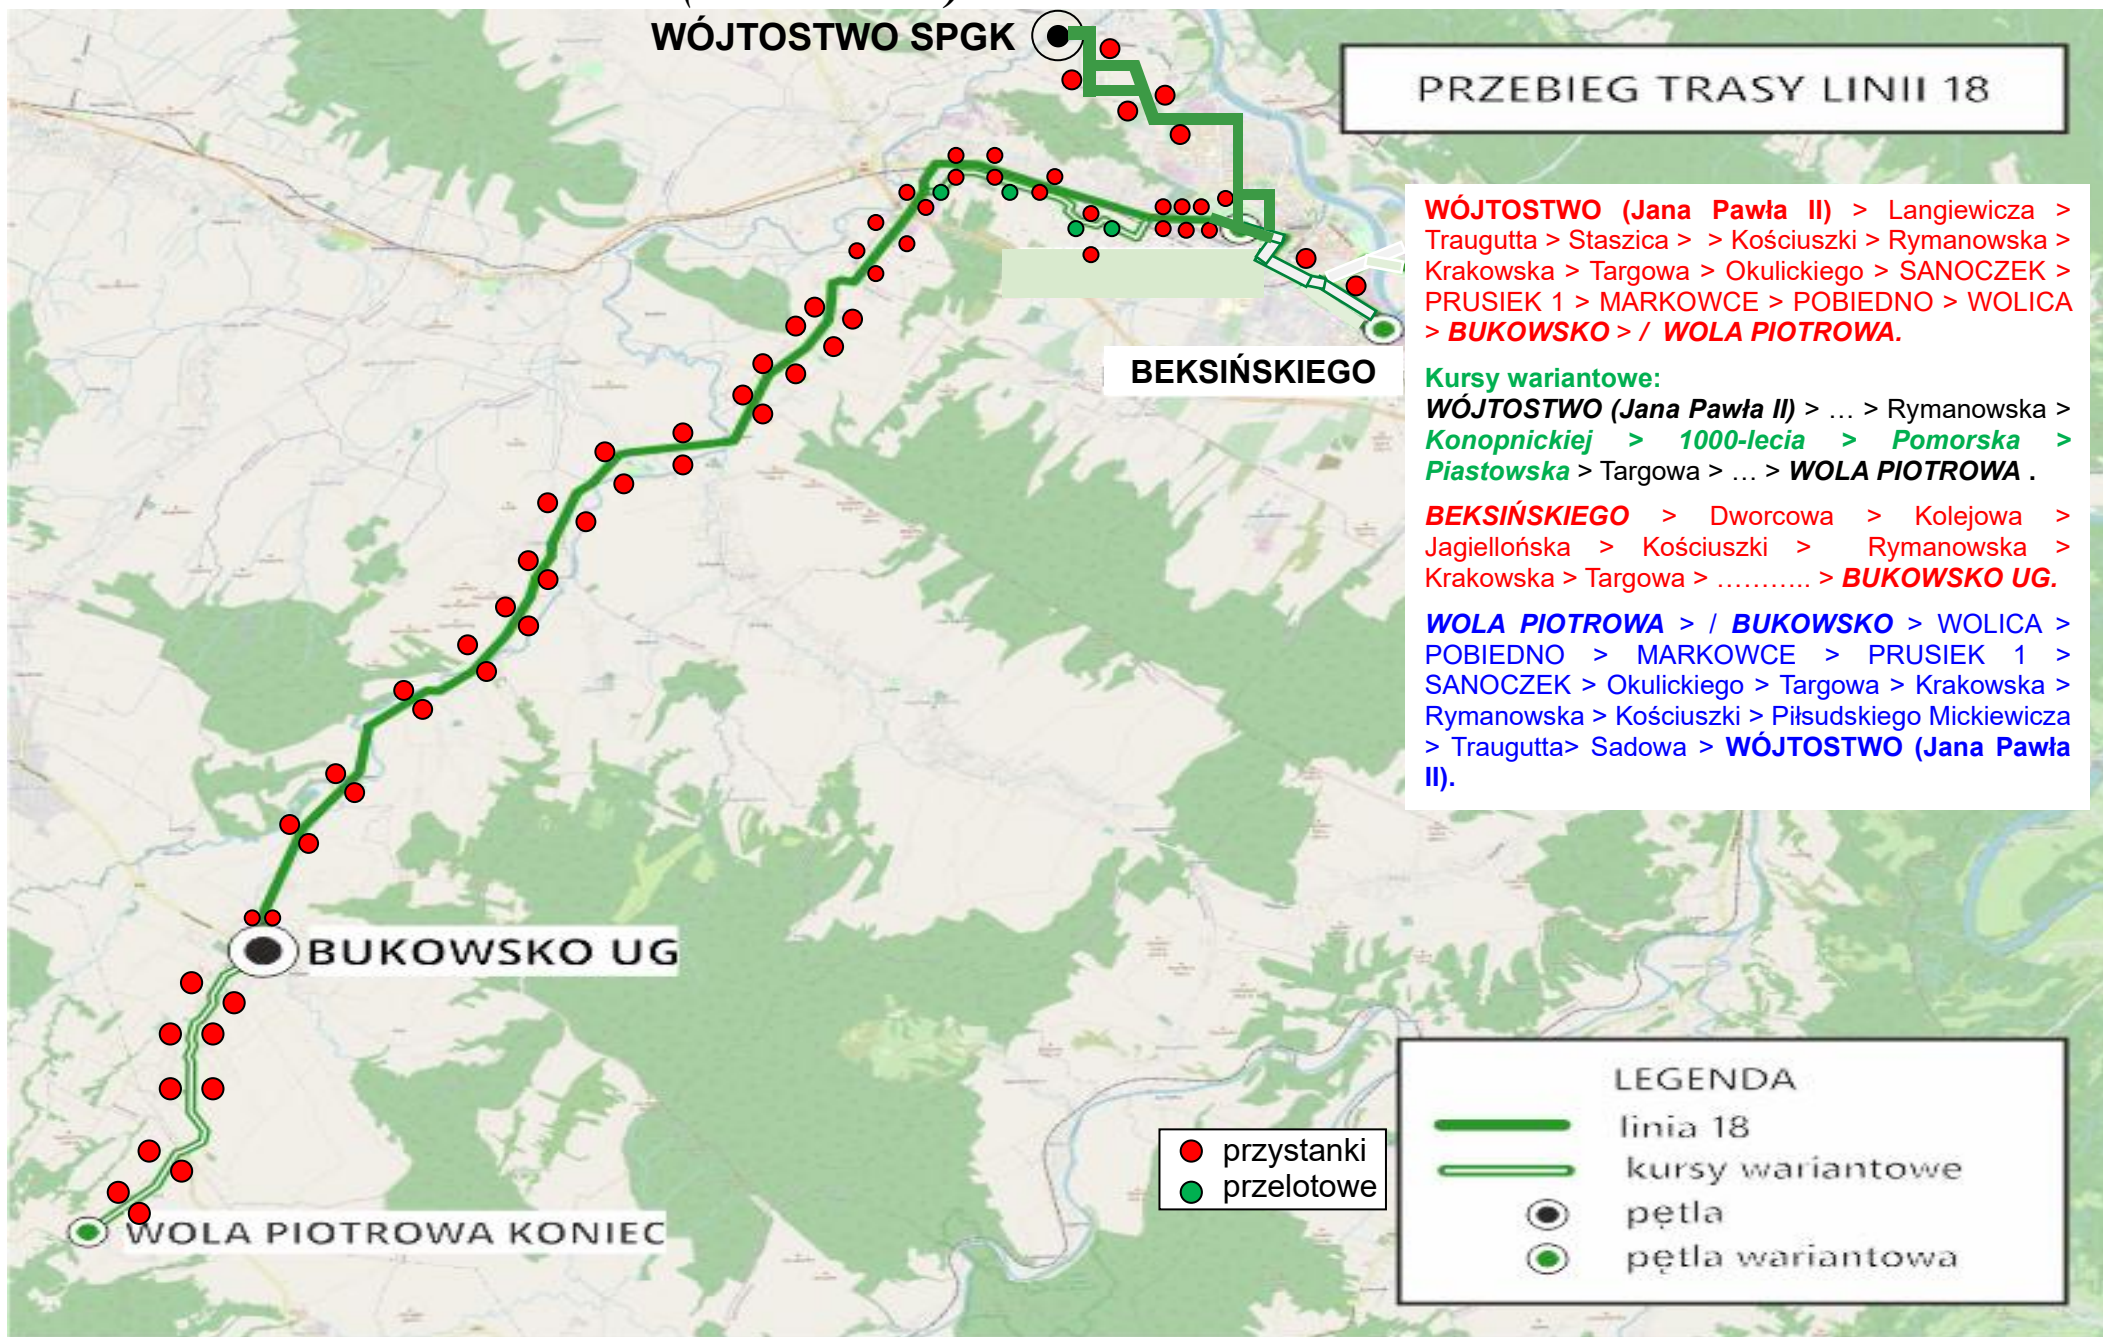 WÓJTOSTWO SPGK
PRZEBIEG TRASY LINII 18
WÓJTOSTWO (Jana Pawła II) > Langiewicza >
Traugutta > Staszica > > Kościuszki > Rymanowska >
Krakowska > Targowa > Okulickiego > SANOCZEK >
PRUSIEK 1 > MARKOWCE > POBIEDNO > WOLICA
> BUKOWSKO > / WOLA PIOTROWA.
Kursy wariantowe:
WÓJTOSTWO (Jana Pawła II) > … > Rymanowska >
Konopnickiej > 1000-lecia > Pomorska >
Piastowska > Targowa > … > WOLA PIOTROWA .
BEKSIŃSKIEGO > Dworcowa > Kolejowa >
Jagiellońska > Kościuszki > Rymanowska >
Krakowska > Targowa > ……….. > BUKOWSKO UG.
WOLA PIOTROWA > / BUKOWSKO > WOLICA >
POBIEDNO > MARKOWCE > PRUSIEK 1 >
SANOCZEK > Okulickiego > Targowa > Krakowska >
Rymanowska > Kościuszki > Piłsudskiego Mickiewicza
> Traugutta> Sadowa > WÓJTOSTWO (Jana Pawła
II).
BEKSIŃSKIEGO
BUKOWSKO UG
WOLA PIOTROWA KONIEC
przystanki
przelotowe
LEGENDA
linia 18
kursy wariantowe
pętla
pętla wariantowa